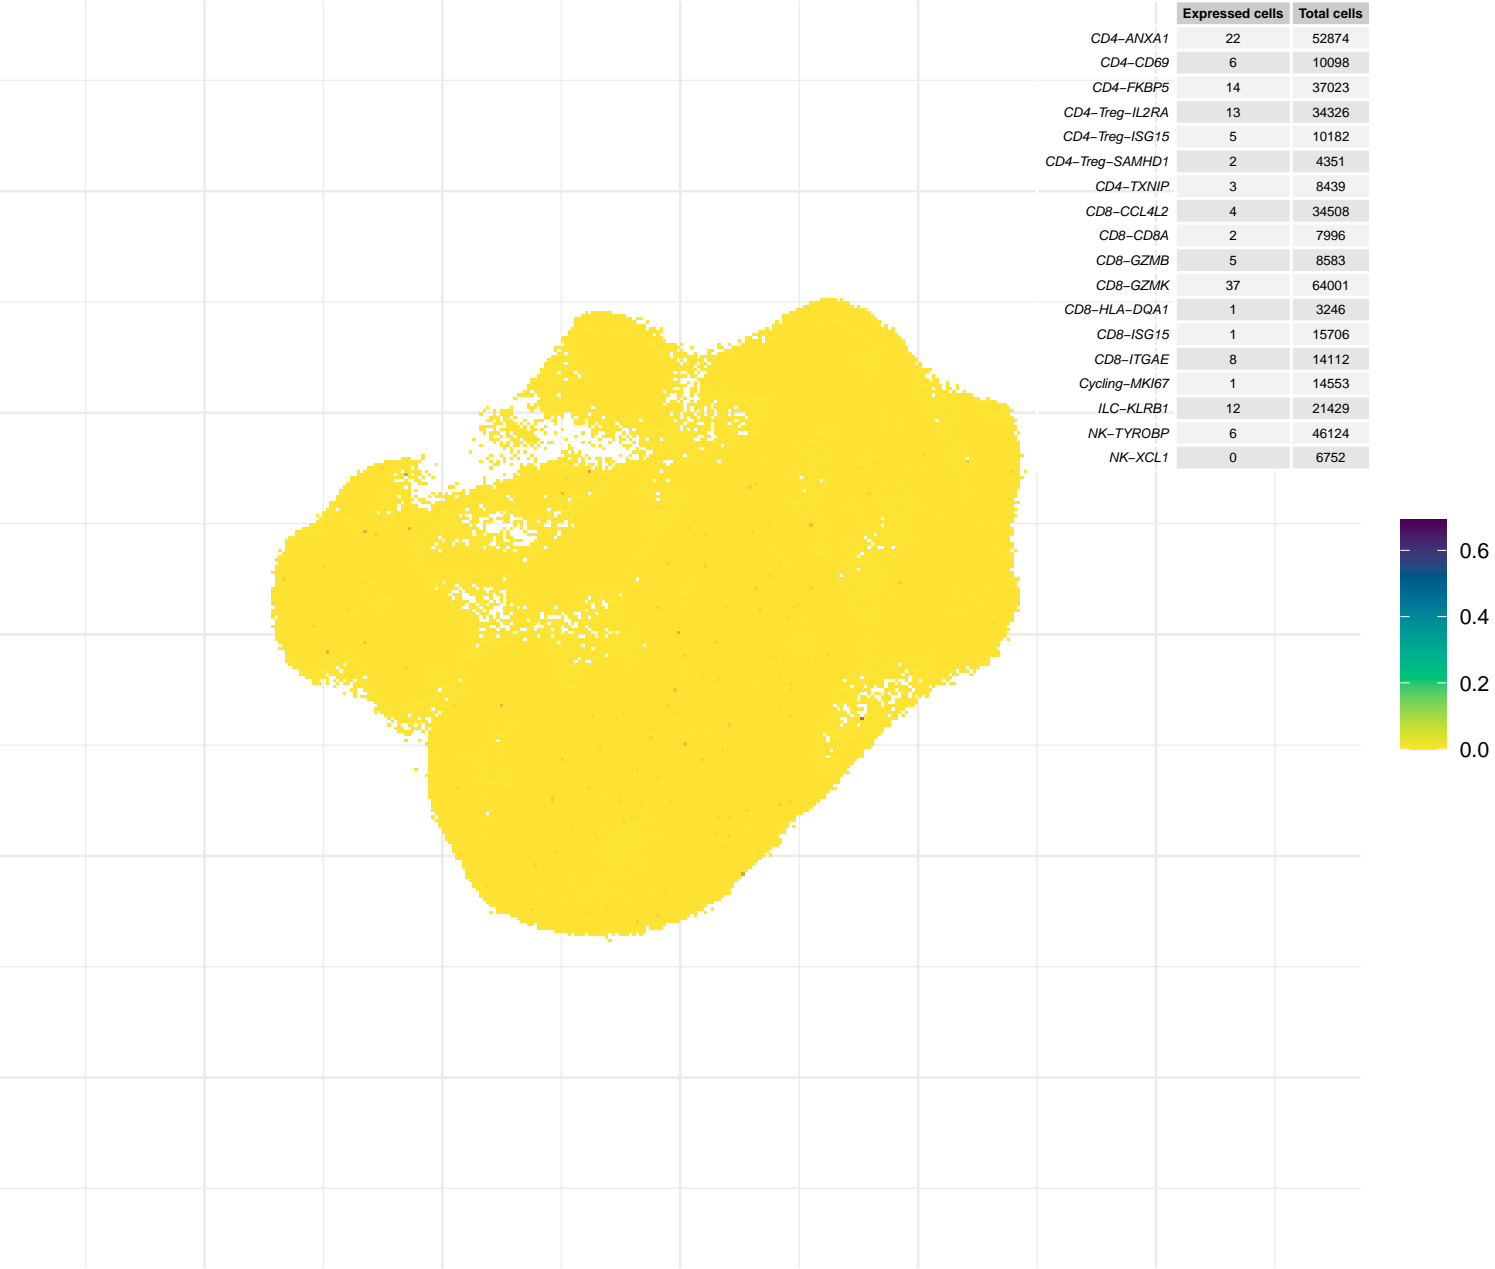 Expressed cells Total cells
CD4−ANXA1 22 52874
CD4−CD69 6 10098
CD4−FKBP5 14 37023
CD4−Treg−IL2RA 13 34326
CD4−Treg−ISG15 5 10182
CD4−Treg−SAMHD1 2 4351
CD4−TXNIP 3 8439
CD8−CCL4L2 4 34508
CD8−CD8A 2 7996
CD8−GZMB 5 8583
CD8−GZMK 37 64001
CD8−HLA−DQA1 1 3246
CD8−ISG15 1 15706
CD8−ITGAE 8 14112
Cycling−MKI67 1 14553
ILC−KLRB1 12 21429
NK−TYROBP 6 46124
NK−XCL1 0 6752
0.6
0.4
0.2
0.0